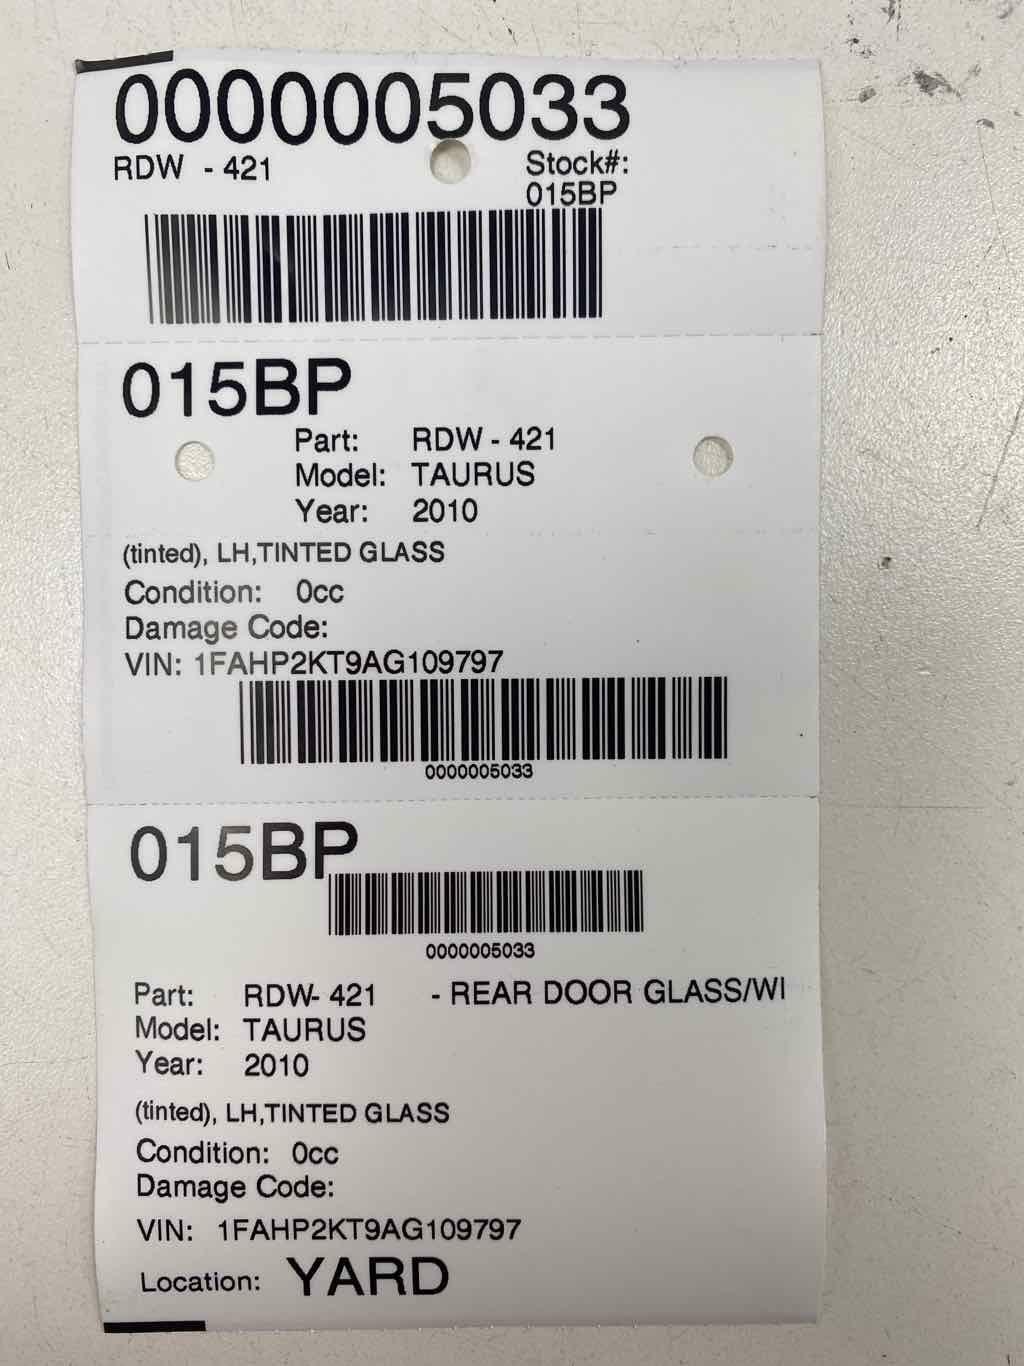 0000005033
RDW - 421
Stock#:
015BP
015BP
Part: RDW - 421
Model: TAURUS
Year: 2010
(tinted), LH,TINTED GLASS
Condition: 0cc
Damage Code:
VIN: 1FAHP2KT9AG109797
0000005033
015BP
0000005033
Part: RDW- 421 - REAR DOOR GLASS/WI
Model: TAURUS
Year: 2010
(tinted), LH,TINTED GLASS
Condition: 0cc
Damage Code:
VIN: 1FAHP2KT9AG109797
Location: YARD